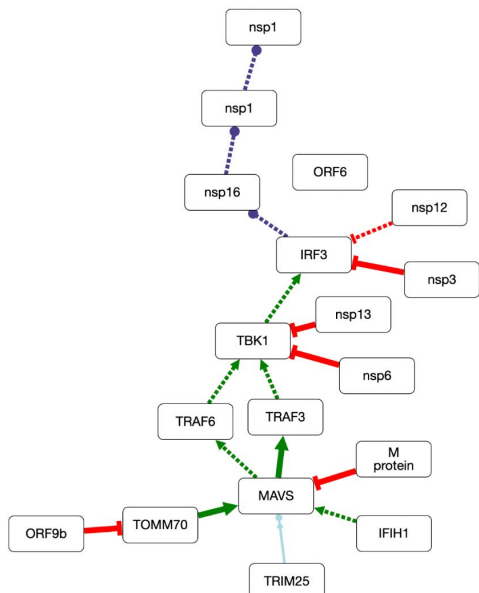 nsp1
nsp1
ORF6
nsp16
nsp12
IRF3
nsp3
nsp13
TBK1
nsp6
TRAF3
TRAF6
M
protein
MAVS
TOMM70
ORF9b
IFIH1
TRIM25